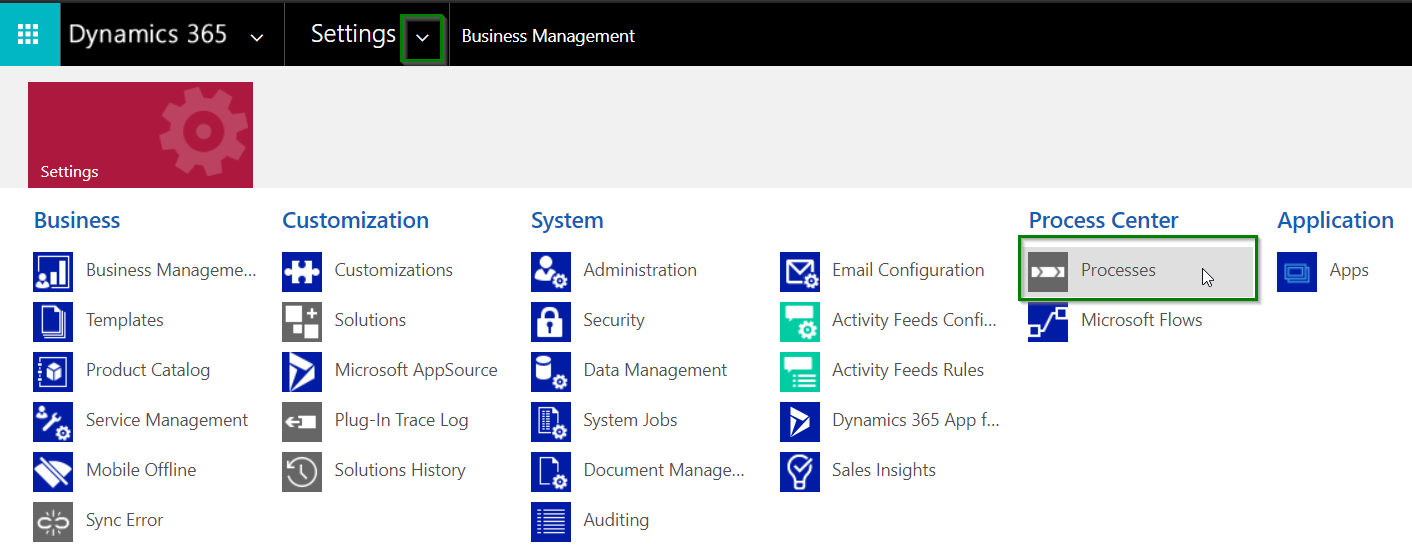 Dynamics 365
Settings
Business Management
Settings
Business
Business Manageme...
Templates
Product Catalog
Service Management
Mobile Offline
Sync Error
Customization
Customizations
Solutions
Microsoft AppSource
Plug-In Trace Log
Solutions History
System
Administration
Security
Data Management
System Jobs
Document Manage...
Auditing
Email Configuration
Activity Feeds Confi...
Activity Feeds Rules
Dynamics 365 App f...
Sales Insights
Process Center
Processes
Microsoft Flows
Application
Apps